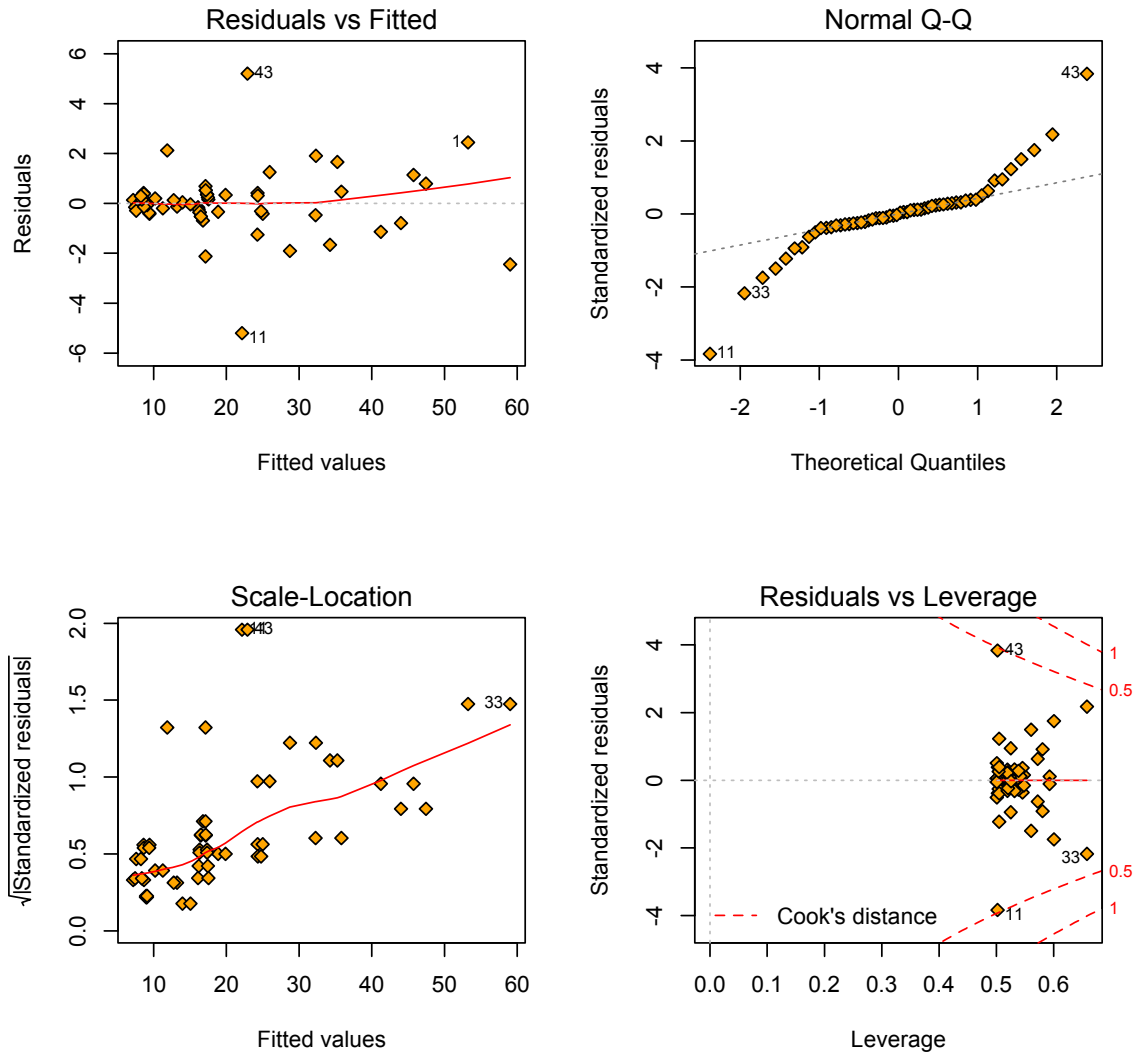 Residuals vs Fitted
Residuals
6
4
2
0
-2
-4
-6
43
1
11
10 20 30 40 50 60
Fitted values
Normal Q-Q
Standardized residuals
4
2
0
-2
-4
43
33
11
-2 -1 0 1 2
Theoretical Quantiles
Scale-Location
√|Standardized residuals|
2.0
1.5
1.0
0.5
0.0
43
33
10 20 30 40 50 60
Fitted values
Residuals vs Leverage
Standardized residuals
4
2
0
-2
-4
43
33
11
1
0.5
0.5
1
Cook's distance
0.0 0.1 0.2 0.3 0.4 0.5 0.6
Leverage